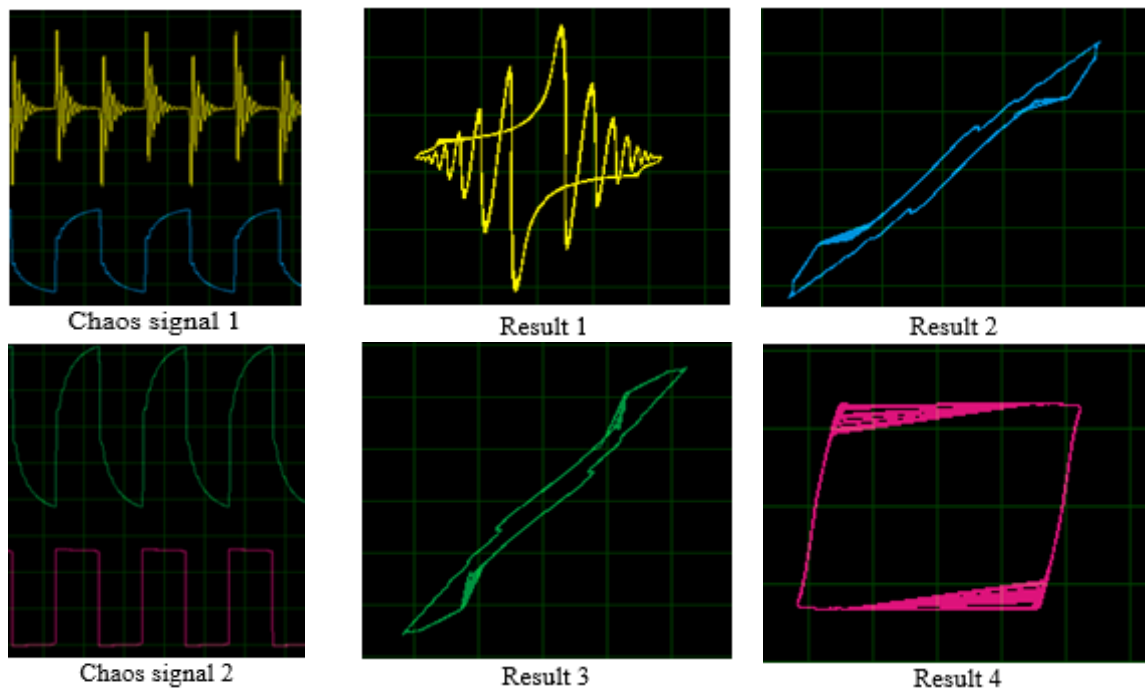 Chaos signal 1
Result 1
Result 2
Chaos signal 2
Result 3
Result 4